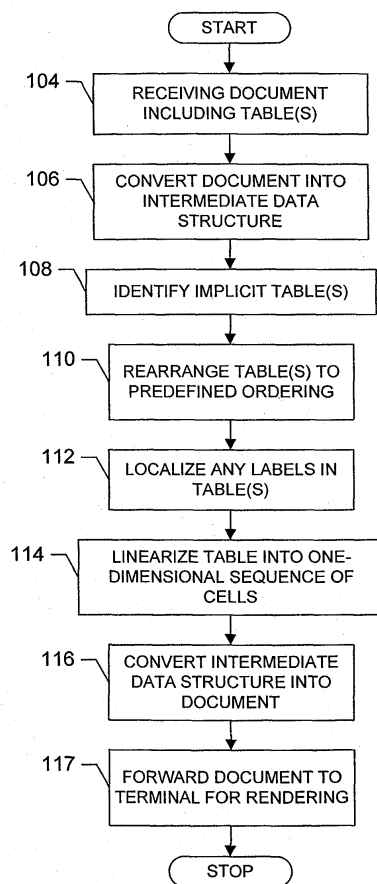 START
104
RECEIVING DOCUMENT
INCLUDING TABLE(S)
106
CONVERT DOCUMENT INTO
INTERMEDIATE DATA
STRUCTURE
108
IDENTIFY IMPLICIT TABLE(S)
110
REARRANGE TABLE(S) TO
PREDEFINED ORDERING
112
LOCALIZE ANY LABELS IN
TABLE(S)
114
LINEARIZE TABLE INTO ONE-
DIMENSIONAL SEQUENCE OF
CELLS
116
CONVERT INTERMEDIATE
DATA STRUCTURE INTO
DOCUMENT
117
FORWARD DOCUMENT TO
TERMINAL FOR RENDERING
STOP